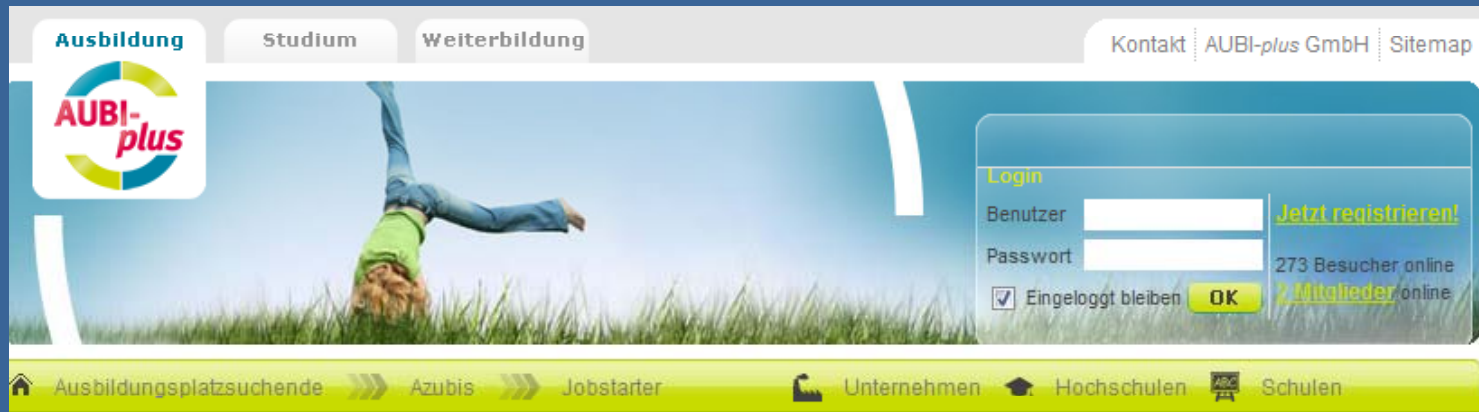 Ausbildung Studium Weiterbildung
Kontakt AUBI-plus GmbH Sitemap
AUBI-
plus
Login
Benutzer Jetzt registrieren!
Passwort 273 Besucher online
Eingeloggt bleiben OK 2 Mitglieder online
Ausbildungsplatzsuchende Azubis Jobstarter Unternehmen ABC Hochschulen Schulen